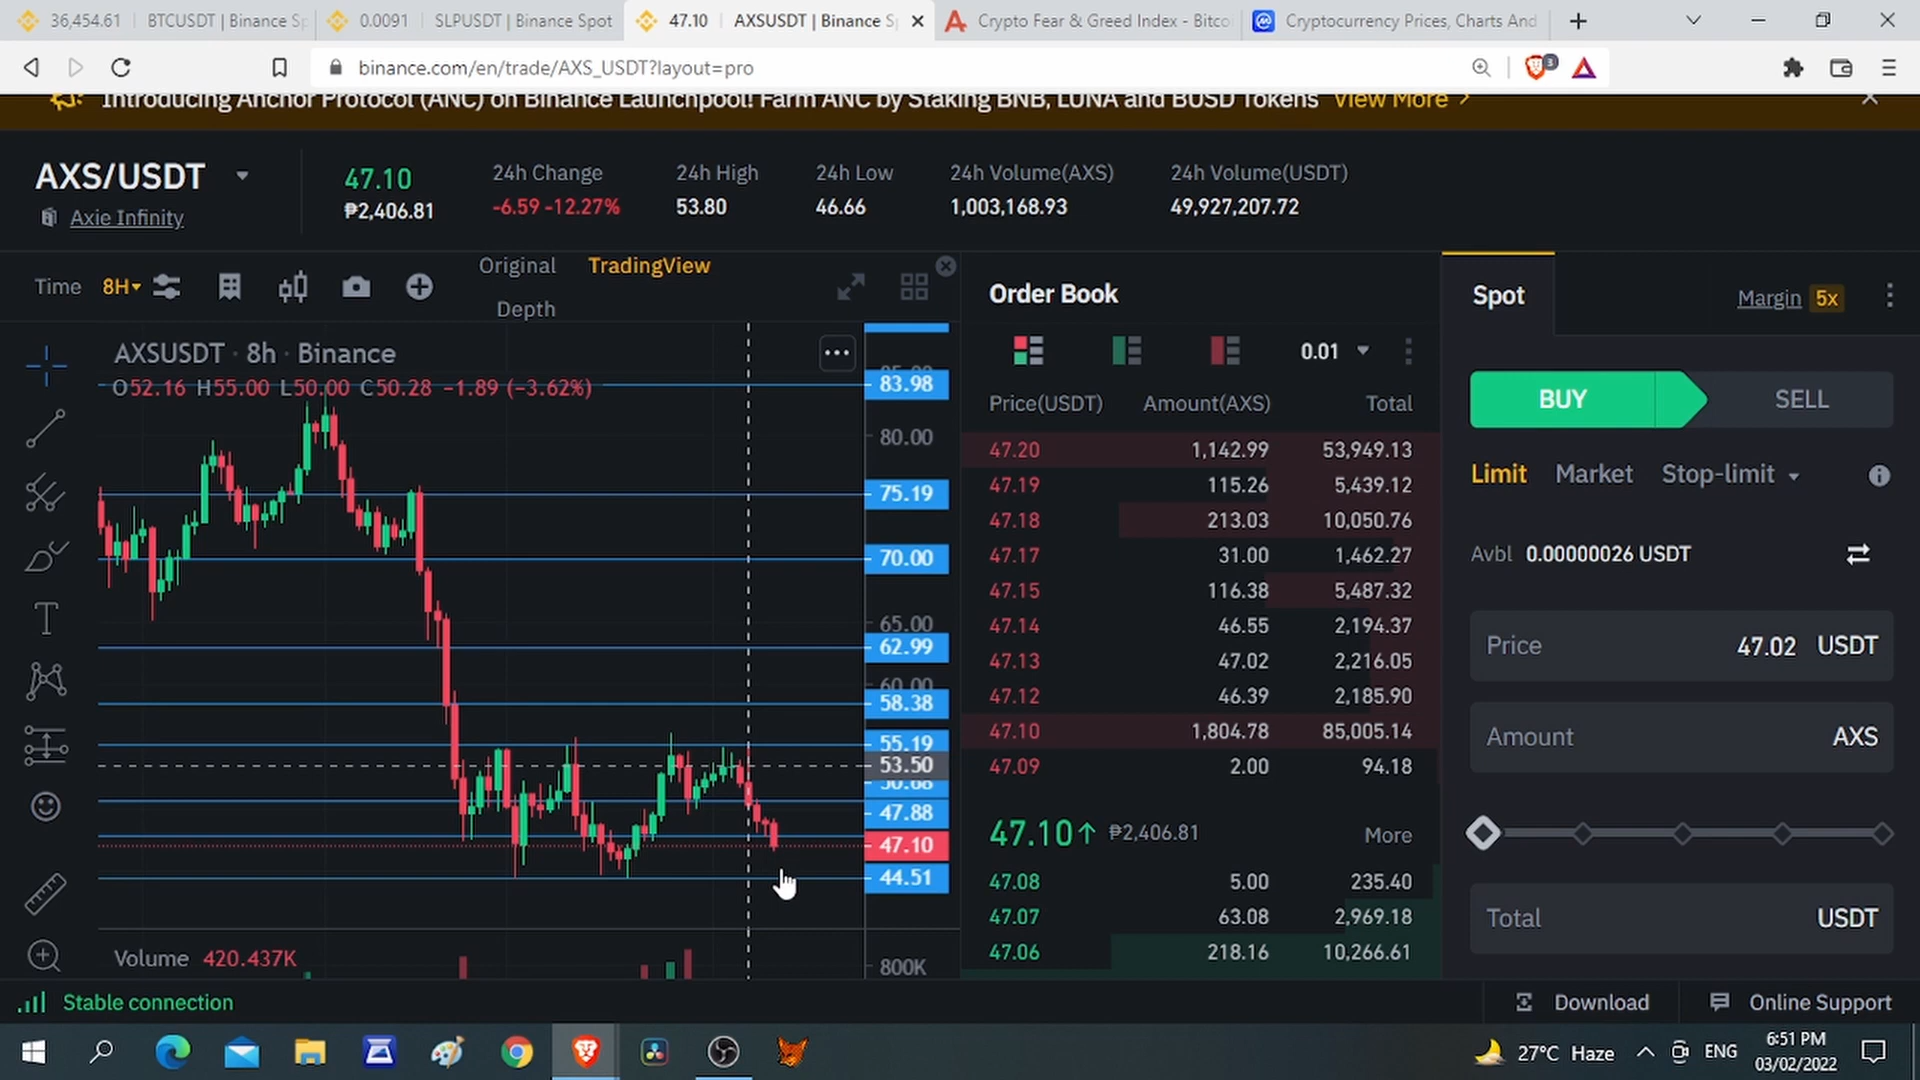 36,454.61 BTCUSDT | Binance Sp
0.0091 SLPUSDT | Binance Spot
47.10 AXSUSDT | Binance Sp
Crypto Fear & Greed Index - Bitcoi
Cryptocurrency Prices, Charts And
binance.com/en/trade/AXS_USDT?layout=pro
3
Introducing Anchor Protocol (ANC) on Binance Launchpool! Farm ANC by Staking BNB, LUNA and BUSD Tokens View More
AXS/USDT
Axie Infinity
47.10
₱2,406.81
24h Change
-6.59 -12.27%
24h High
53.80
24h Low
46.66
24h Volume(AXS)
1,003,168.93
24h Volume(USDT)
49,927,207.72
Time 8H
Original TradingView
Depth
AXSUSDT · 8h · Binance
O52.16 H55.00 L50.00 C50.28 −1.89 (−3.62%)
83.98
80.00
75.19
70.00
65.00
62.99
60.00
58.38
55.19
53.50
50.68
47.88
47.10
44.51
Volume 420.437K
800K
Order Book
0.01
Price(USDT) Amount(AXS) Total
47.20 1,142.99 53,949.13
47.19 115.26 5,439.12
47.18 213.03 10,050.76
47.17 31.00 1,462.27
47.15 116.38 5,487.32
47.14 46.55 2,194.37
47.13 47.02 2,216.05
47.12 46.39 2,185.90
47.10 1,804.78 85,005.14
47.09 2.00 94.18
47.10↑ ₱2,406.81 More
47.08 5.00 235.40
47.07 63.08 2,969.18
47.06 218.16 10,266.61
Spot
Margin 5x
BUY SELL
Limit Market Stop-limit
Avbl 0.00000026 USDT
Price 47.02 USDT
Amount AXS
Total USDT
Stable connection
Download Online Support
27°C Haze
ENG
6:51 PM
03/02/2022